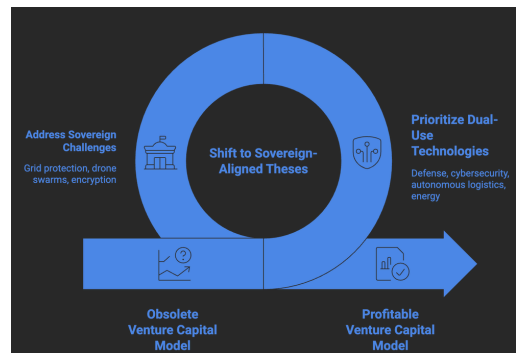 Address Sovereign
Challenges
Grid protection, drone
swarms, encryption
Shift to Sovereign-
Aligned Theses
Prioritize Dual-
Use
Technologies
Defense, cybersecurity,
autonomous logistics,
energy
?
Obsolete
Venture Capital
Model
Profitable
Venture Capital
Model